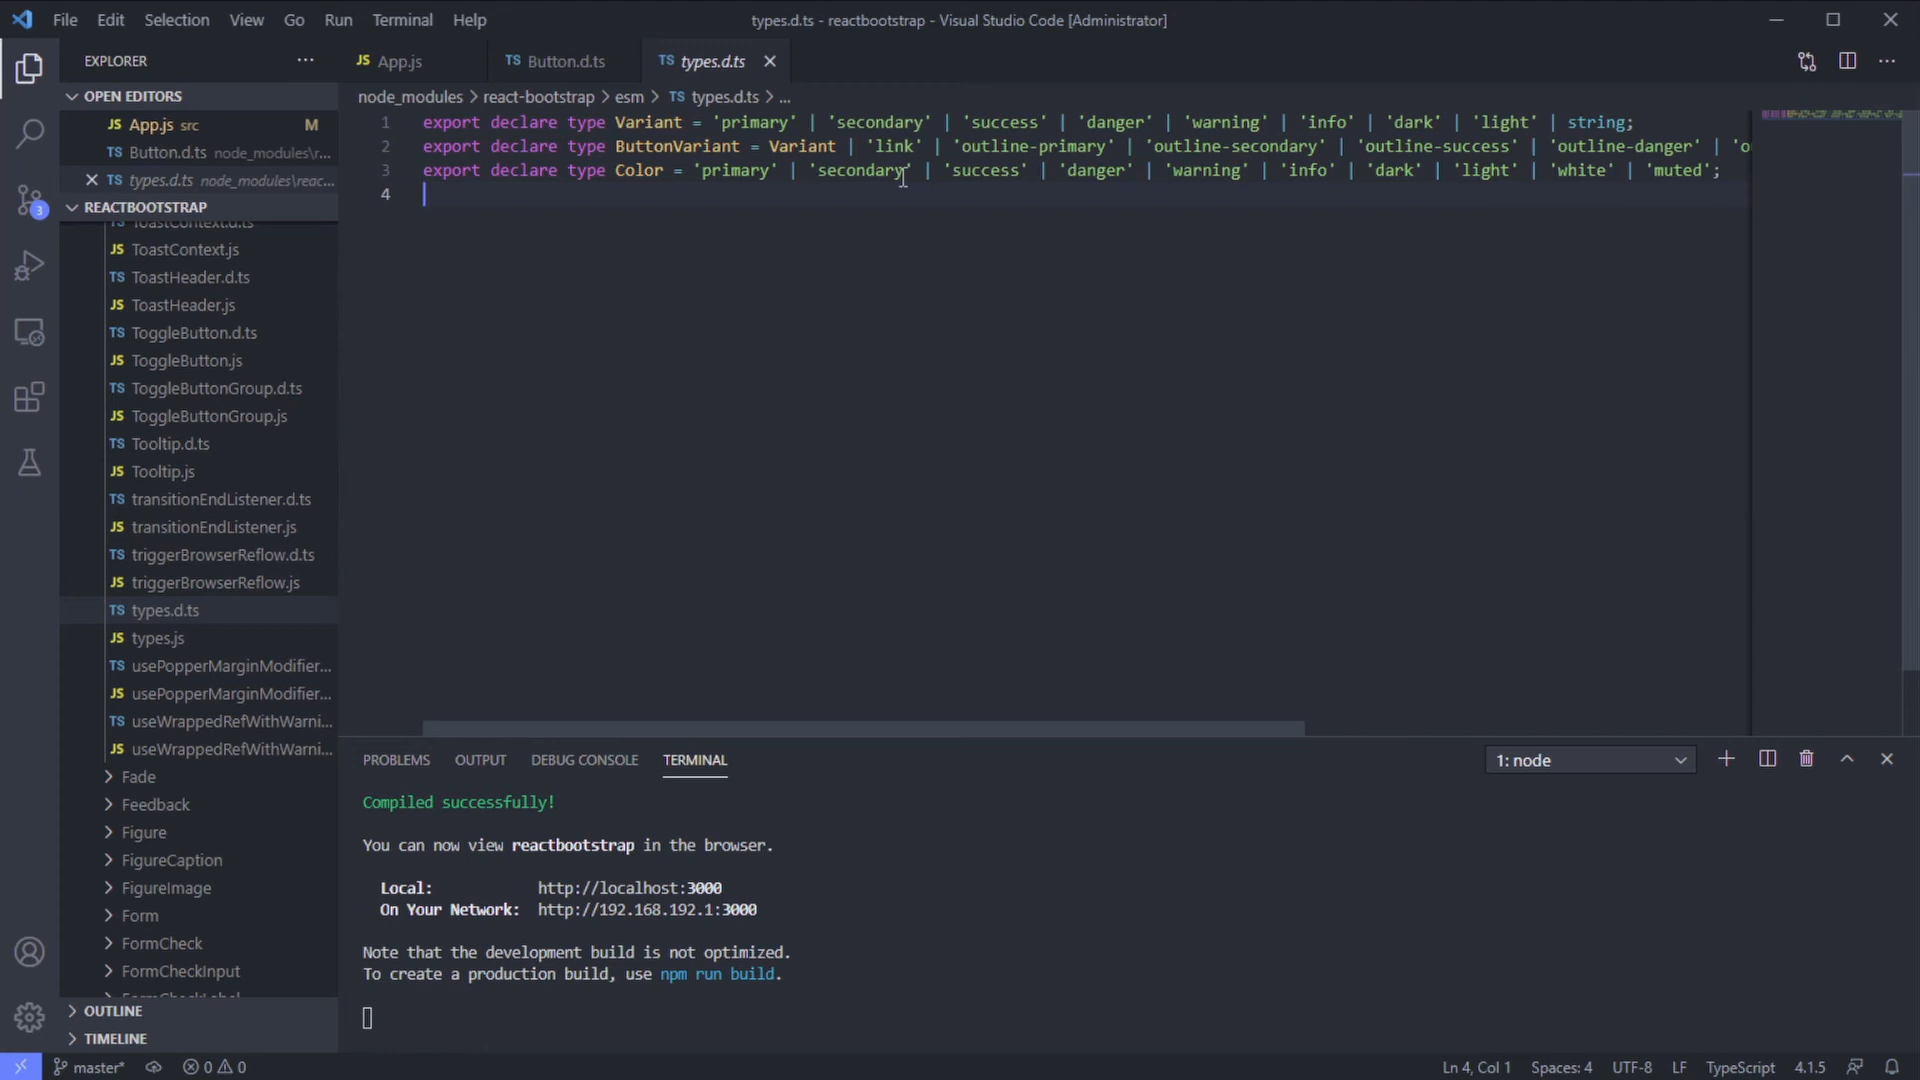 File Edit Selection View Go Run Terminal Help
types.d.ts - reactbootstrap - Visual Studio Code [Administrator]
EXPLORER
JS App.js
TS Button.d.ts
TS types.d.ts
OPEN EDITORS
JS App.js src M
TS Button.d.ts node_modules\r...
TS types.d.ts node_modules\reac...
REACTBOOTSTRAP
3
JS ToastContext.js
TS ToastHeader.d.ts
JS ToastHeader.js
TS ToggleButton.d.ts
JS ToggleButton.js
TS ToggleButtonGroup.d.ts
JS ToggleButtonGroup.js
TS Tooltip.d.ts
JS Tooltip.js
TS transitionEndListener.d.ts
JS transitionEndListener.js
TS triggerBrowserReflow.d.ts
JS triggerBrowserReflow.js
TS types.d.ts
JS types.js
TS usePopperMarginModifier...
JS usePopperMarginModifier...
TS useWrappedRefWithWarni...
JS useWrappedRefWithWarni...
Fade
Feedback
Figure
FigureCaption
FigureImage
Form
FormCheck
FormCheckInput
OUTLINE
TIMELINE
node_modules > react-bootstrap > esm > TS types.d.ts > ...
1 export declare type Variant = 'primary' | 'secondary' | 'success' | 'danger' | 'warning' | 'info' | 'dark' | 'light' | string;
2 export declare type ButtonVariant = Variant | 'link' | 'outline-primary' | 'outline-secondary' | 'outline-success' | 'outline-danger' | 'o
3 export declare type Color = 'primary' | 'secondary' | 'success' | 'danger' | 'warning' | 'info' | 'dark' | 'light' | 'white' | 'muted';
4
PROBLEMS OUTPUT DEBUG CONSOLE TERMINAL
1: node
Compiled successfully!
You can now view reactbootstrap in the browser.
Local: http://localhost:3000
On Your Network: http://192.168.192.1:3000
Note that the development build is not optimized.
To create a production build, use npm run build.
master* 0 0
Ln 4, Col 1 Spaces: 4 UTF-8 LF TypeScript 4.1.5